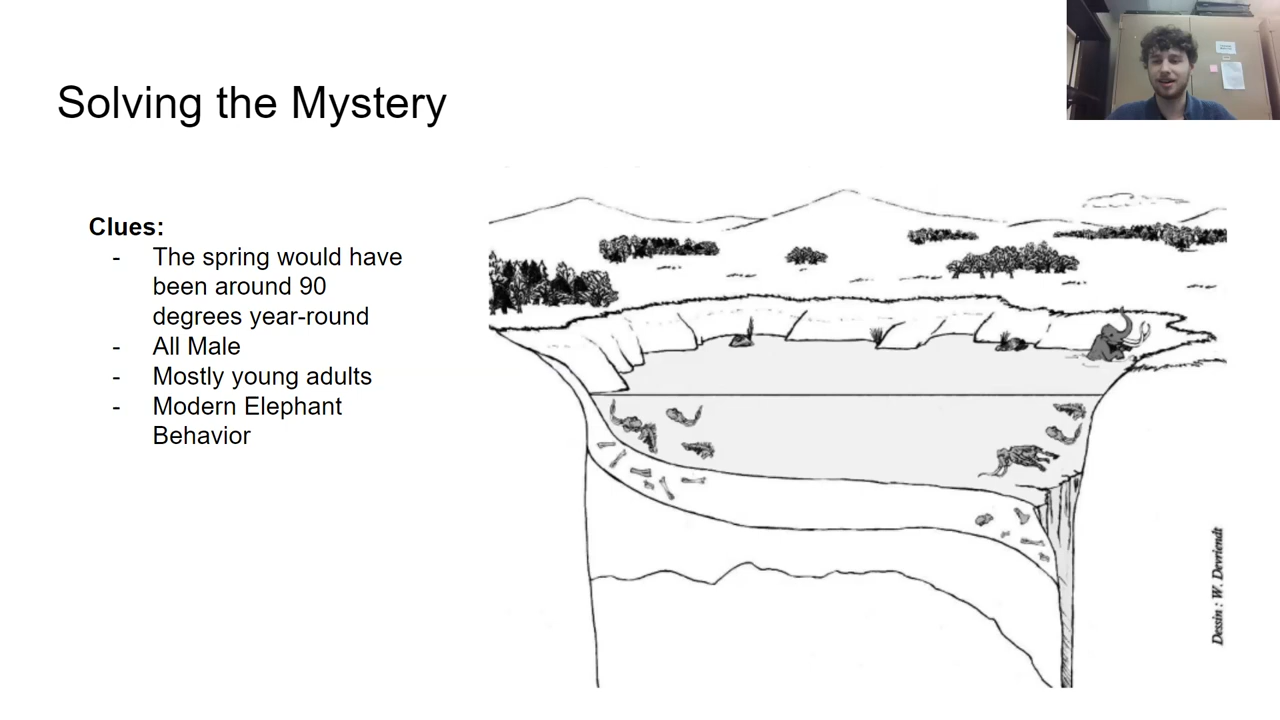 Solving the Mystery
Clues:
- The spring would have
been around 90
degrees year-round
- All Male
- Mostly young adults
- Modern Elephant
Behavior
Dessin : W. Devriendt